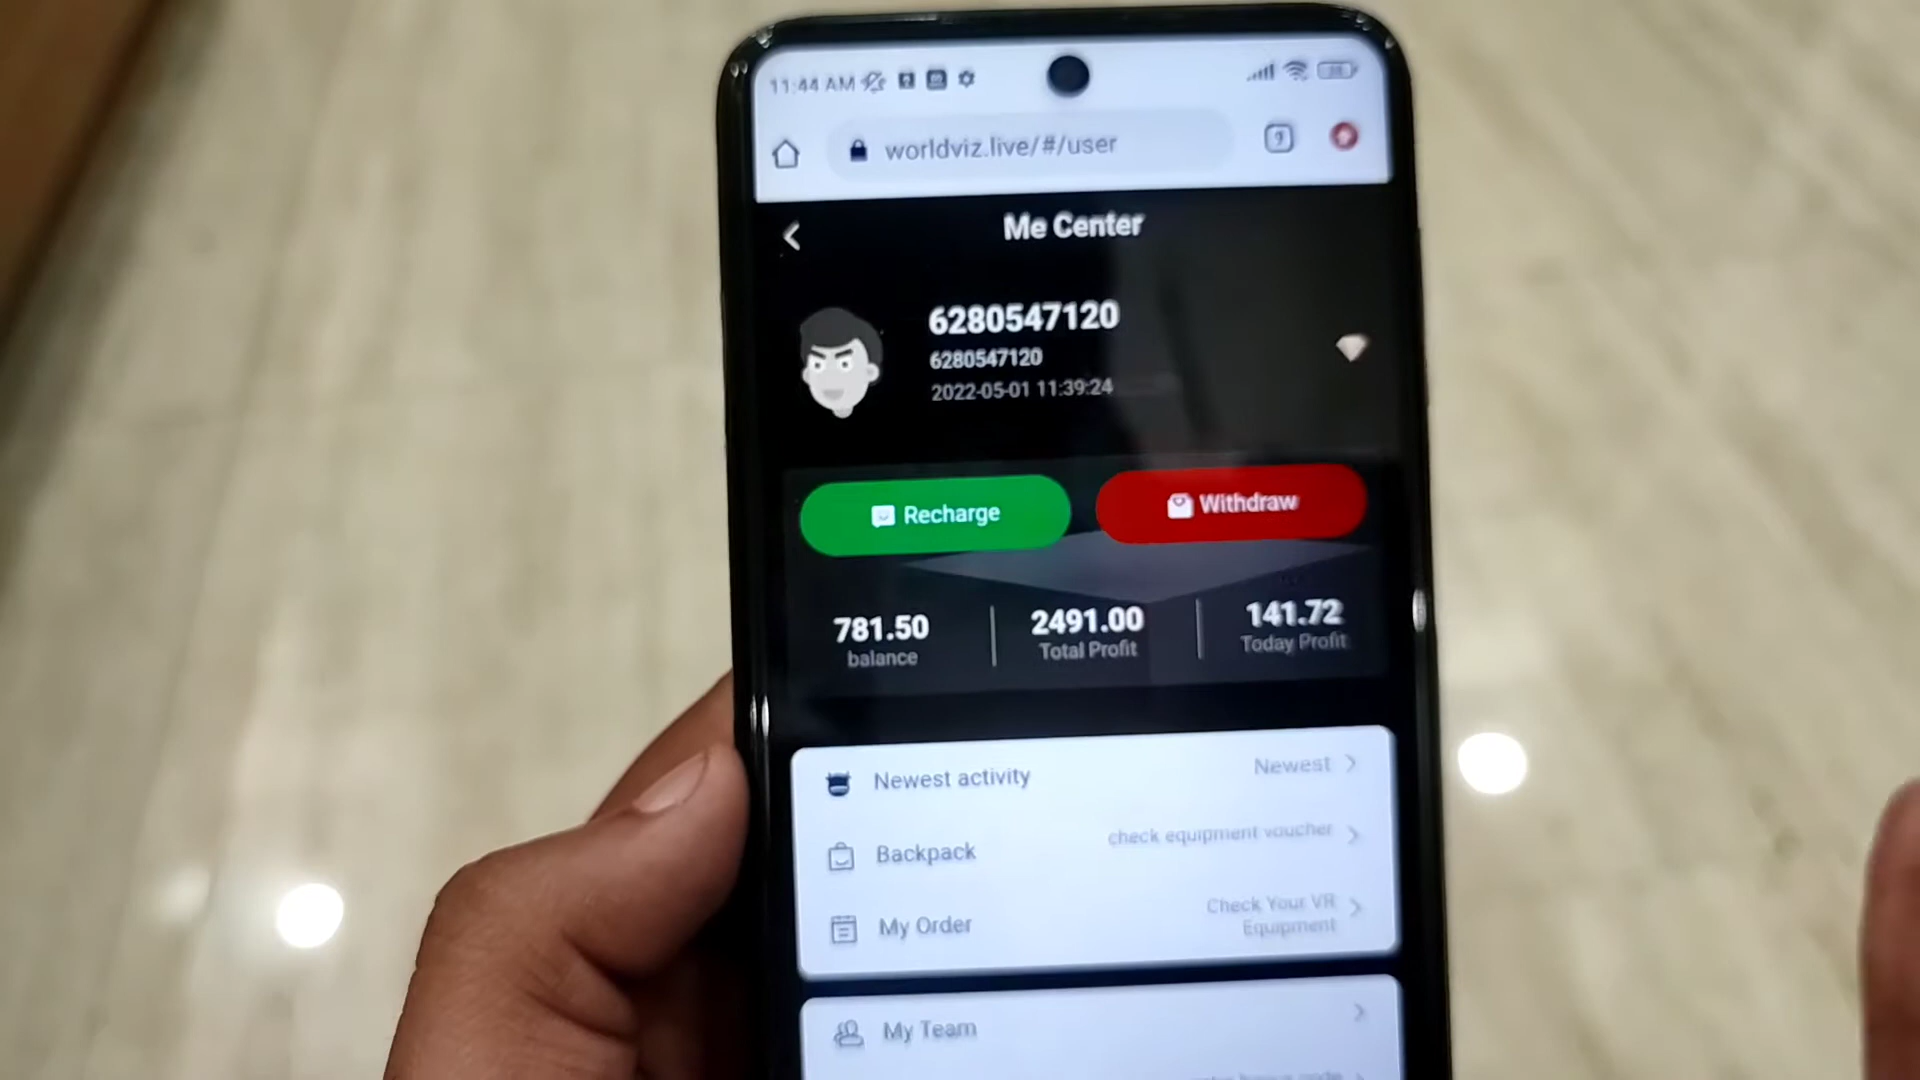 11:44 AM
worldviz.live/#/user
9
Me Center
6280547120
6280547120
2022-05-01 11:39:24
Recharge
Withdraw
781.50
balance
2491.00
Total Profit
141.72
Today Profit
Newest activity
Newest
Backpack
check equipment voucher
My Order
Check Your VR
Equipment
My Team